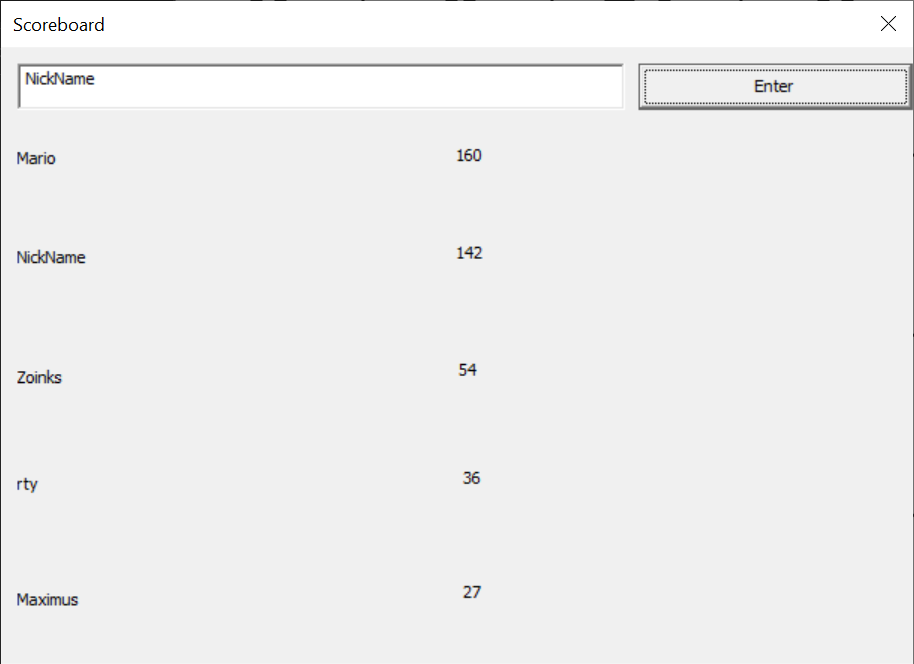 Scoreboard
NickName
Enter
Mario 160
NickName 142
Zoinks 54
rty 36
Maximus 27